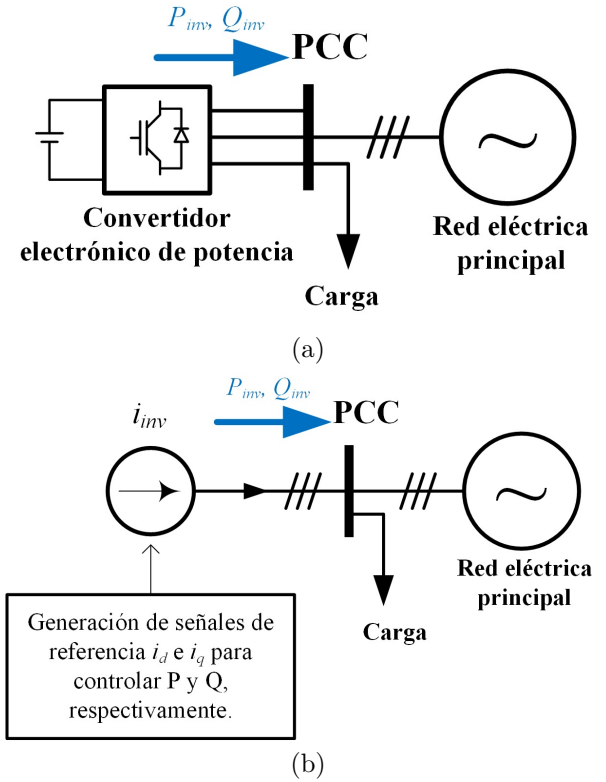 P_inv, Q_inv
PCC
Convertidor
electrónico de potencia
Red eléctrica
principal
Carga
(a)
P_inv, Q_inv
i_inv
PCC
Red eléctrica
principal
Carga
Generación de señales de
referencia i_d e i_q para
controlar P y Q,
respectivamente.
(b)